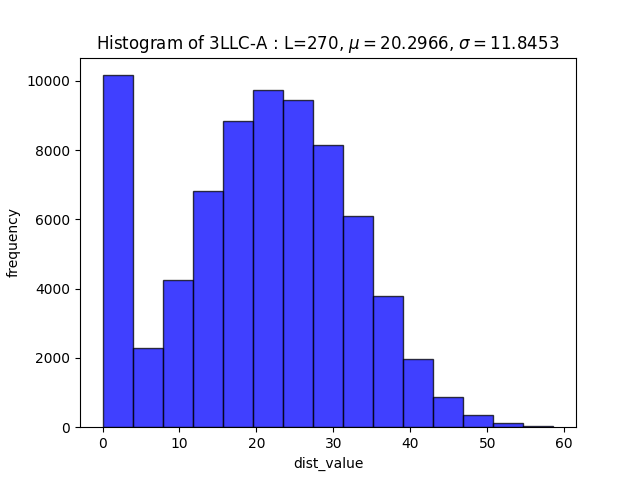 Histogram of 3LLC-A : L=270, μ = 20.2966, σ = 11.8453
frequency
10000
8000
6000
4000
2000
0
0 10 20 30 40 50 60
dist_value